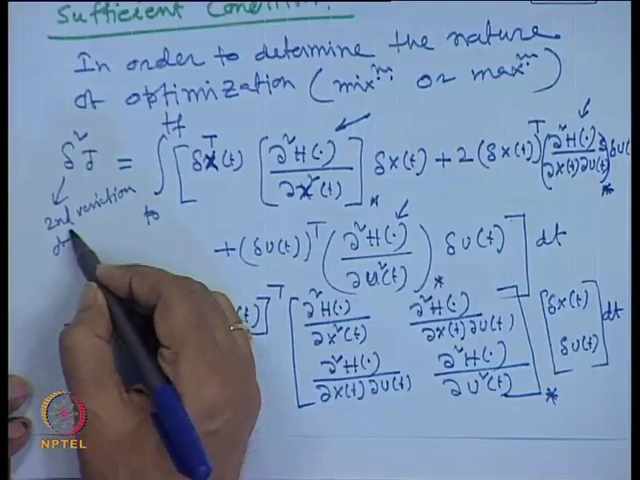 Sufficient Condition:
In order to determine the nature
of optimization (mix^m or max^m)
δ²J = ∫_{t0}^{tf} [δx^T(t) [∂²H(·)/∂x²(t)]_* δx(t) + 2(δx(t))^T (∂²H(·)/∂x(t)∂u(t))_* δu(t)
2nd variation
+ (δu(t))^T (∂²H(·)/∂u²(t))_* δu(t)] dt
(t)]^T [∂²H(·)/∂x²(t) ∂²H(·)/∂x(t)∂u(t)
∂²H(·)/∂x(t)∂u(t) ∂²H(·)/∂u²(t)]_* [δx(t)
δu(t)] dt
NPTEL